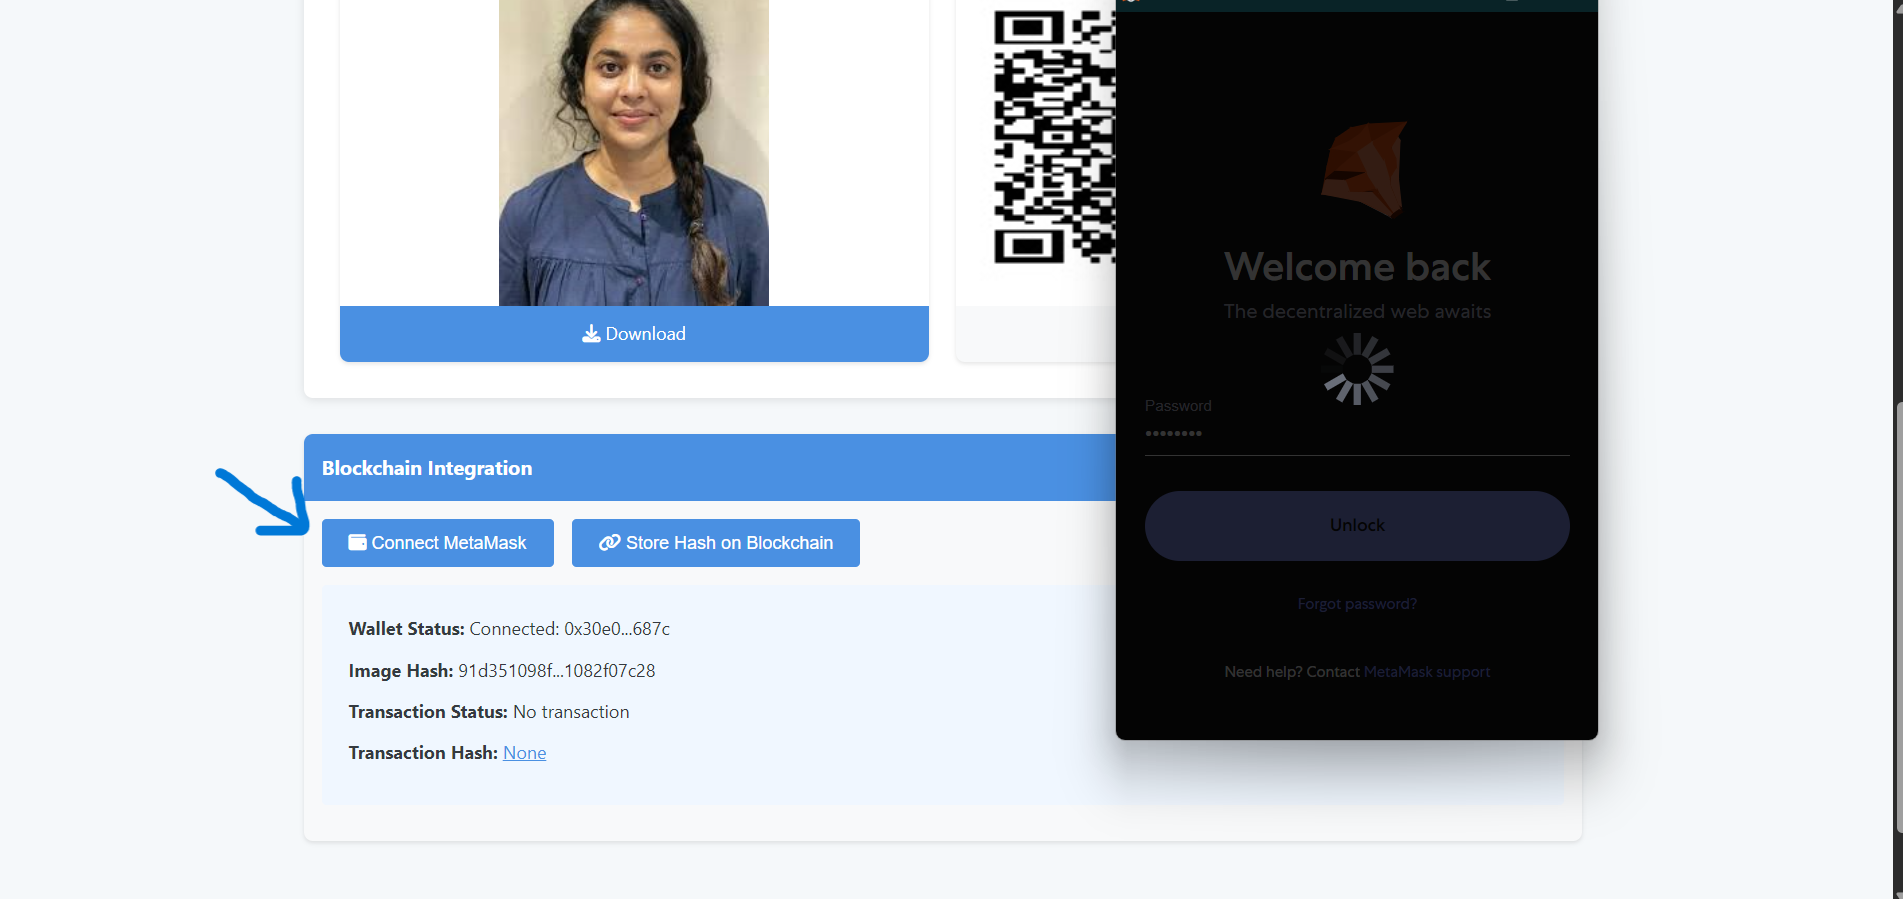 Download
Blockchain Integration
Connect MetaMask
Store Hash on Blockchain
Wallet Status: Connected: 0x30e0...687c
Image Hash: 91d351098f...1082f07c28
Transaction Status: No transaction
Transaction Hash: None
Welcome back
The decentralized web awaits
Password
••••••••
Unlock
Forgot password?
Need help? Contact MetaMask support